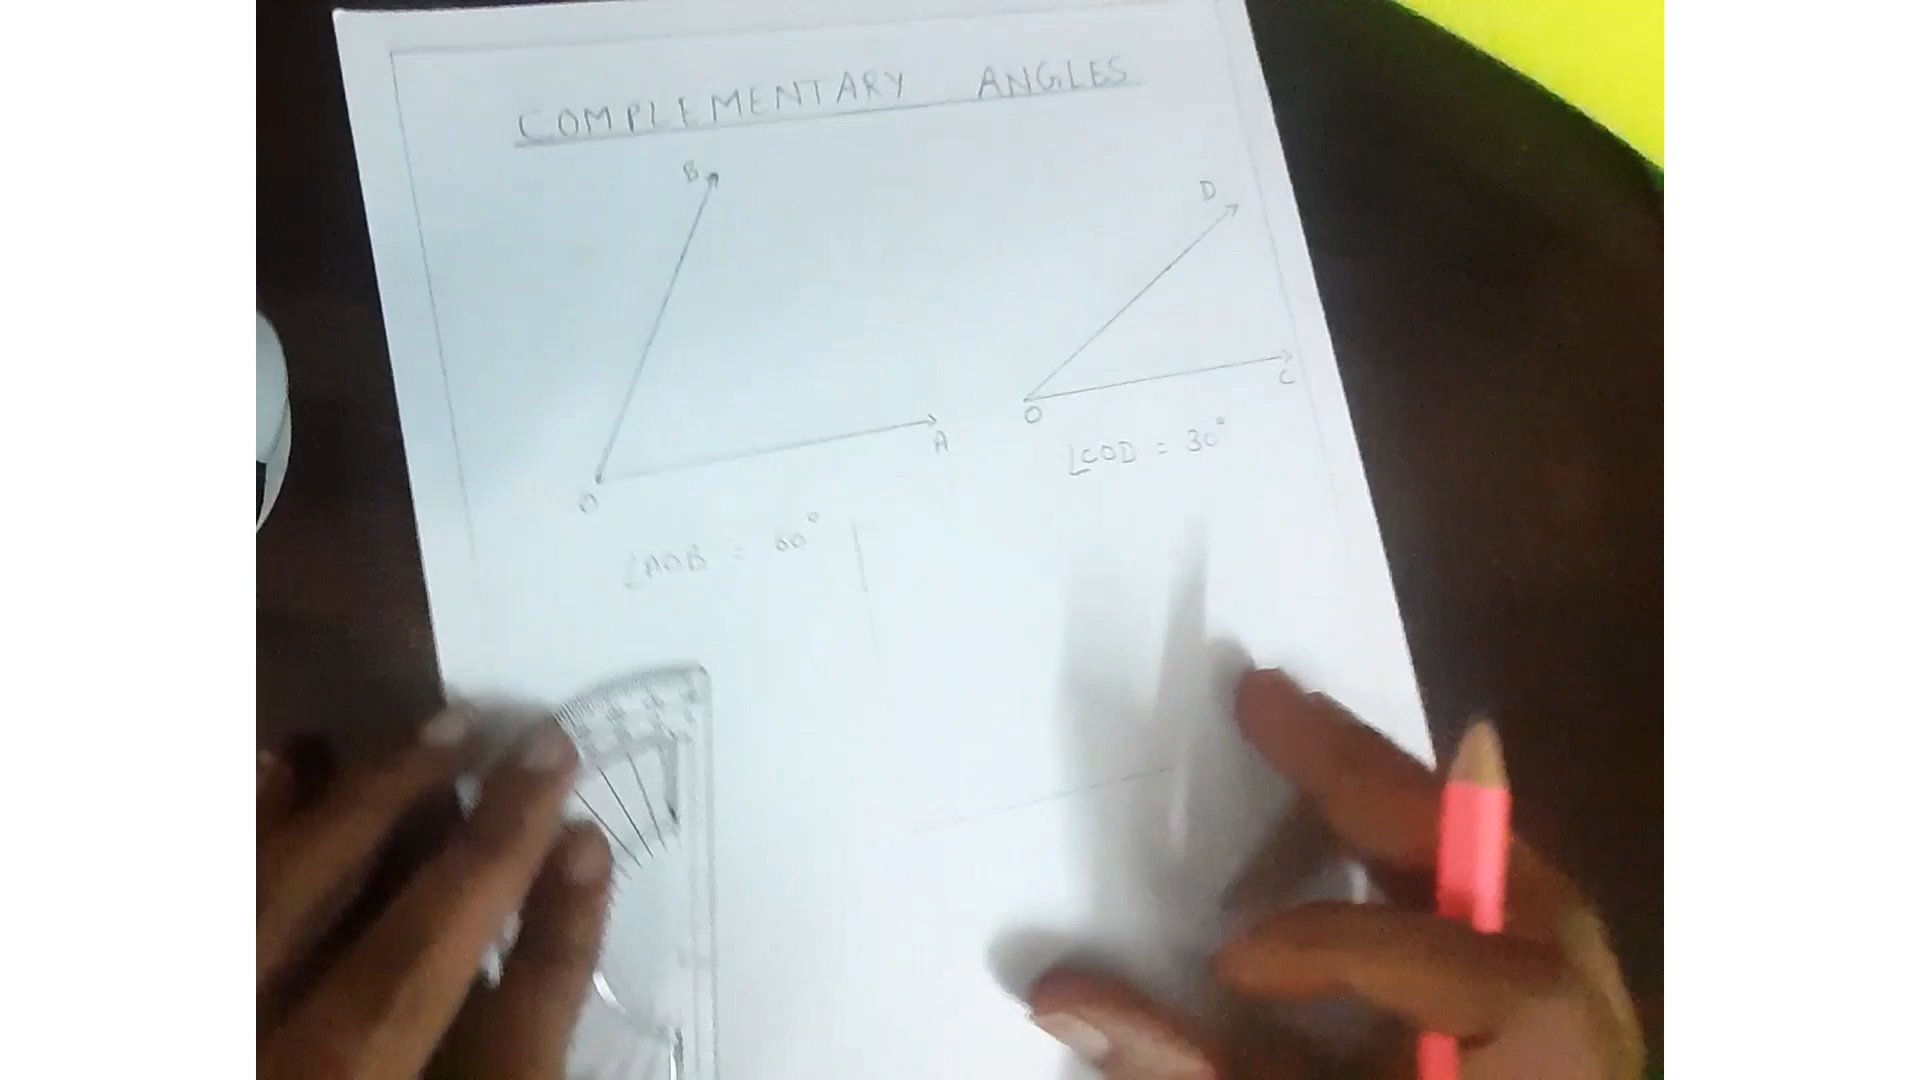 COMPLEMENTARY ANGLES
B
D
O
A
O
C
∠AOB = 60°
∠COD = 30°